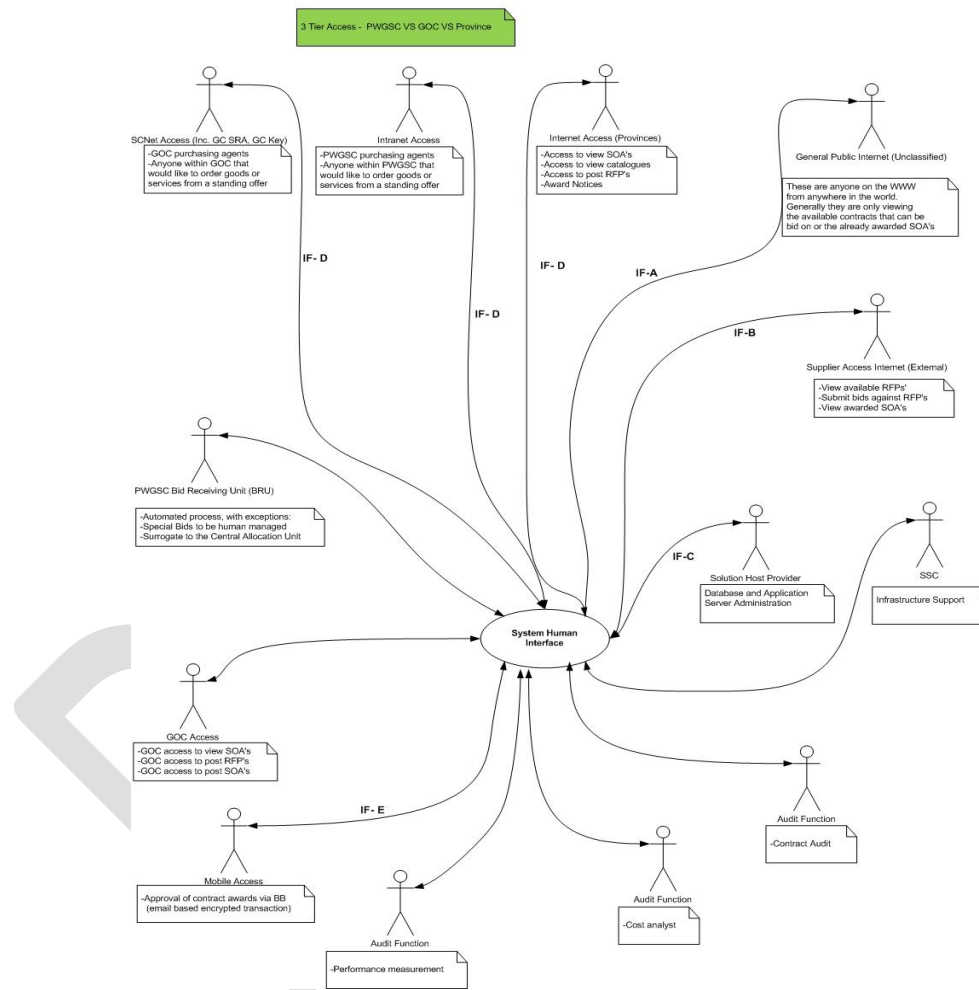 3 Tier Access - PWGSC VS GOC VS Province
SCNet Access (Inc. GC SRA, GC Key)
-GOC purchasing agents
-Anyone within GOC that
would like to order goods or
services from a standing offer
Intranet Access
-PWGSC purchasing agents
-Anyone within PWGSC that
would like to order goods or
services from a standing offer
Internet Access (Provinces)
-Access to view SOA's
-Access to view catalogues
-Access to post RFP's
-Award Notices
General Public Internet (Unclassified)
These are anyone on the WWW
from anywhere in the world.
Generally they are only viewing
the available contracts that can be
bid on or the already awarded SOA's
IF- D
IF- D
IF- D
IF-A
IF-B
Supplier Access Internet (External)
-View available RFPs'
-Submit bids against RFP's
-View awarded SOA's
PWGSC Bid Receiving Unit (BRU)
-Automated process, with exceptions:
-Special Bids to be human managed
-Surrogate to the Central Allocation Unit
IF-C
Solution Host Provider
Database and Application
Server Administration
SSC
Infrastructure Support
System Human
Interface
GOC Access
-GOC access to view SOA's
-GOC access to post RFP's
-GOC access to post SOA's
IF- E
Mobile Access
-Approval of contract awards via BB
(email based encrypted transaction)
Audit Function
-Performance measurement
Audit Function
-Cost analyst
Audit Function
-Contract Audit